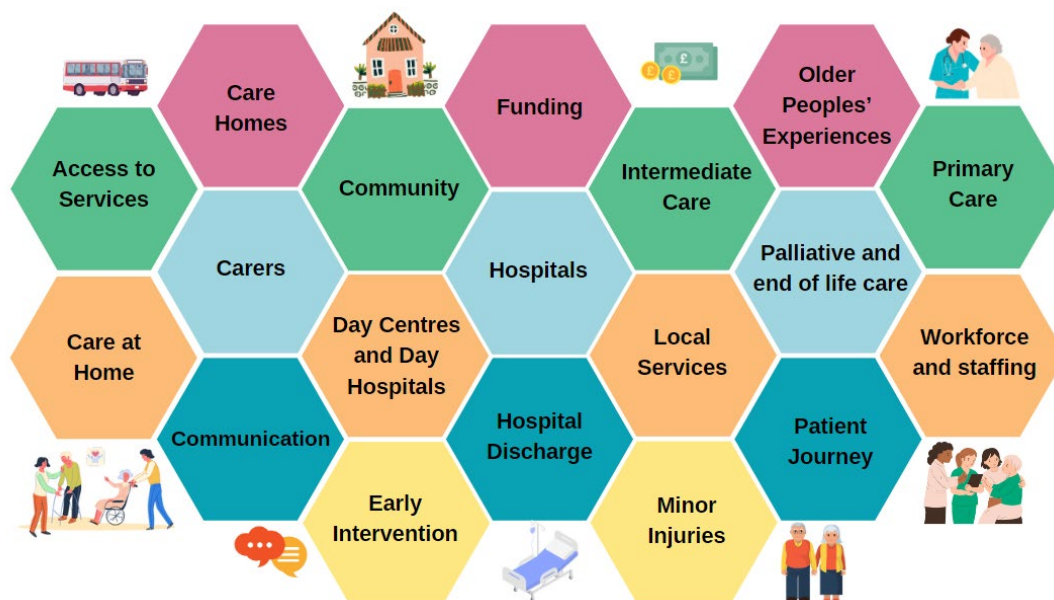 Care
Homes
Funding
Older
Peoples’
Experiences
Access to
Services
Community
Intermediate
Care
Primary
Care
Carers
Hospitals
Palliative and
end of life care
Care at
Home
Day Centres
and Day
Hospitals
Local
Services
Workforce
and staffing
Communication
Hospital
Discharge
Patient
Journey
Early
Intervention
Minor
Injuries